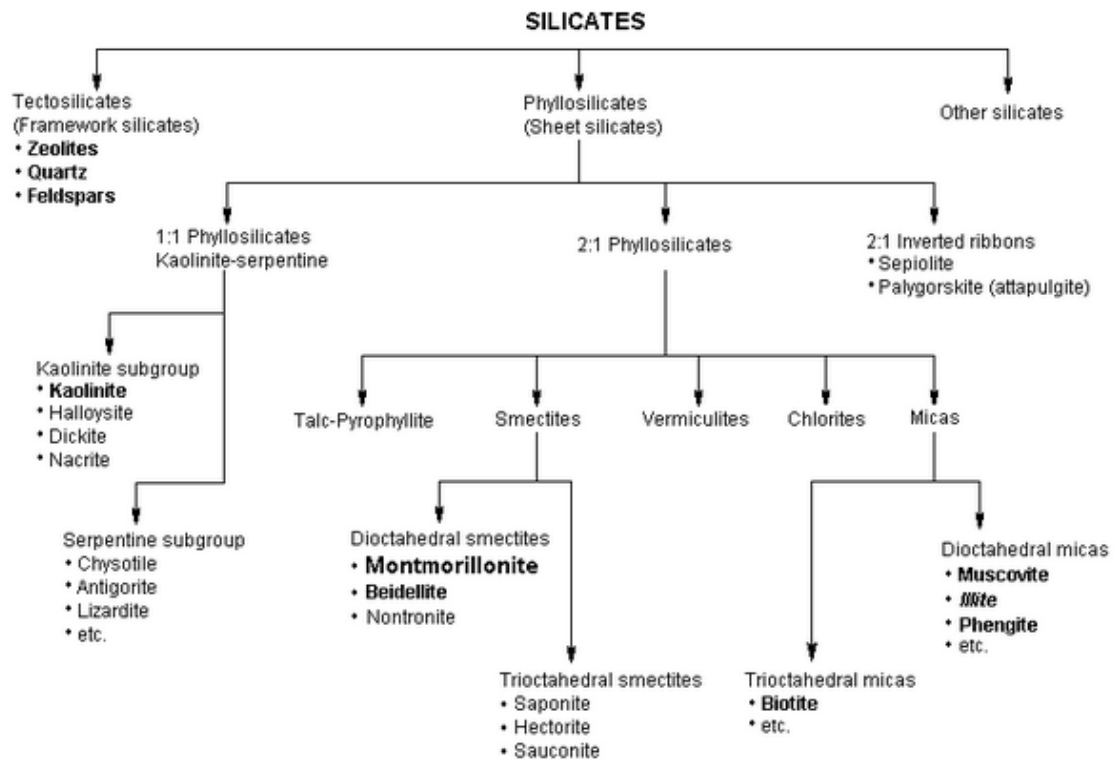 SILICATES
Tectosilicates
(Framework silicates)
• Zeolites
• Quartz
• Feldspars
Phyllosilicates
(Sheet silicates)
Other silicates
1:1 Phyllosilicates
Kaolinite-serpentine
2:1 Phyllosilicates
2:1 Inverted ribbons
• Sepiolite
• Palygorskite (attapulgite)
Kaolinite subgroup
• Kaolinite
• Halloysite
• Dickite
• Nacrite
Talc-Pyrophyllite
Smectites
Vermiculites
Chlorites
Micas
Serpentine subgroup
• Chysotile
• Antigorite
• Lizardite
• etc.
Dioctahedral smectites
• Montmorillonite
• Beidellite
• Nontronite
Dioctahedral micas
• Muscovite
• Illite
• Phengite
• etc.
Trioctahedral smectites
• Saponite
• Hectorite
• Sauconite
Trioctahedral micas
• Biotite
• etc.